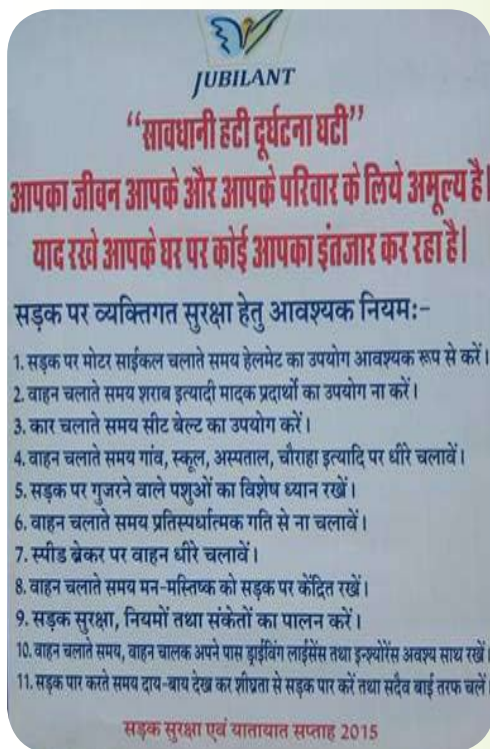 JUBILANT
“सावधानी हटी दूर्घटना घटी”
आपका जीवन आपके और आपके परिवार के लिये अमूल्य है।
याद रखे आपके घर पर कोई आपका इंतजार कर रहा है।
सड़क पर व्यक्तिगत सुरक्षा हेतु आवश्यक नियमः-
1. सड़क पर मोटर साईकल चलाते समय हेलमेट का उपयोग आवश्यक रूप से करें।
2. वाहन चलाते समय शराब इत्यादी मादक प्रदार्थो का उपयोग ना करें।
3. कार चलाते समय सीट बेल्ट का उपयोग करें।
4. वाहन चलाते समय गांव, स्कूल, अस्पताल, चौराहा इत्यादि पर धीरे चलावें।
5. सड़क पर गुजरने वाले पशुओं का विशेष ध्यान रखें।
6. वाहन चलाते समय प्रतिस्पर्धात्मक गति से ना चलावें।
7. स्पीड ब्रेकर पर वाहन धीरे चलावें।
8. वाहन चलाते समय मन-मस्तिष्क को सड़क पर केंद्रित रखें।
9. सड़क सुरक्षा, नियमों तथा संकेतों का पालन करें।
10. वाहन चलाते समय, वाहन चालक अपने पास ड्राईविंग लाईसेंस तथा इन्श्योरेंस अवश्य साथ रखें।
11. सड़क पार करते समय दाय-बाय देख कर शीघ्रता से सड़क पार करें तथा सदैव बाई तरफ चलें
सड़क सुरक्षा एवं यातायात सप्ताह 2015